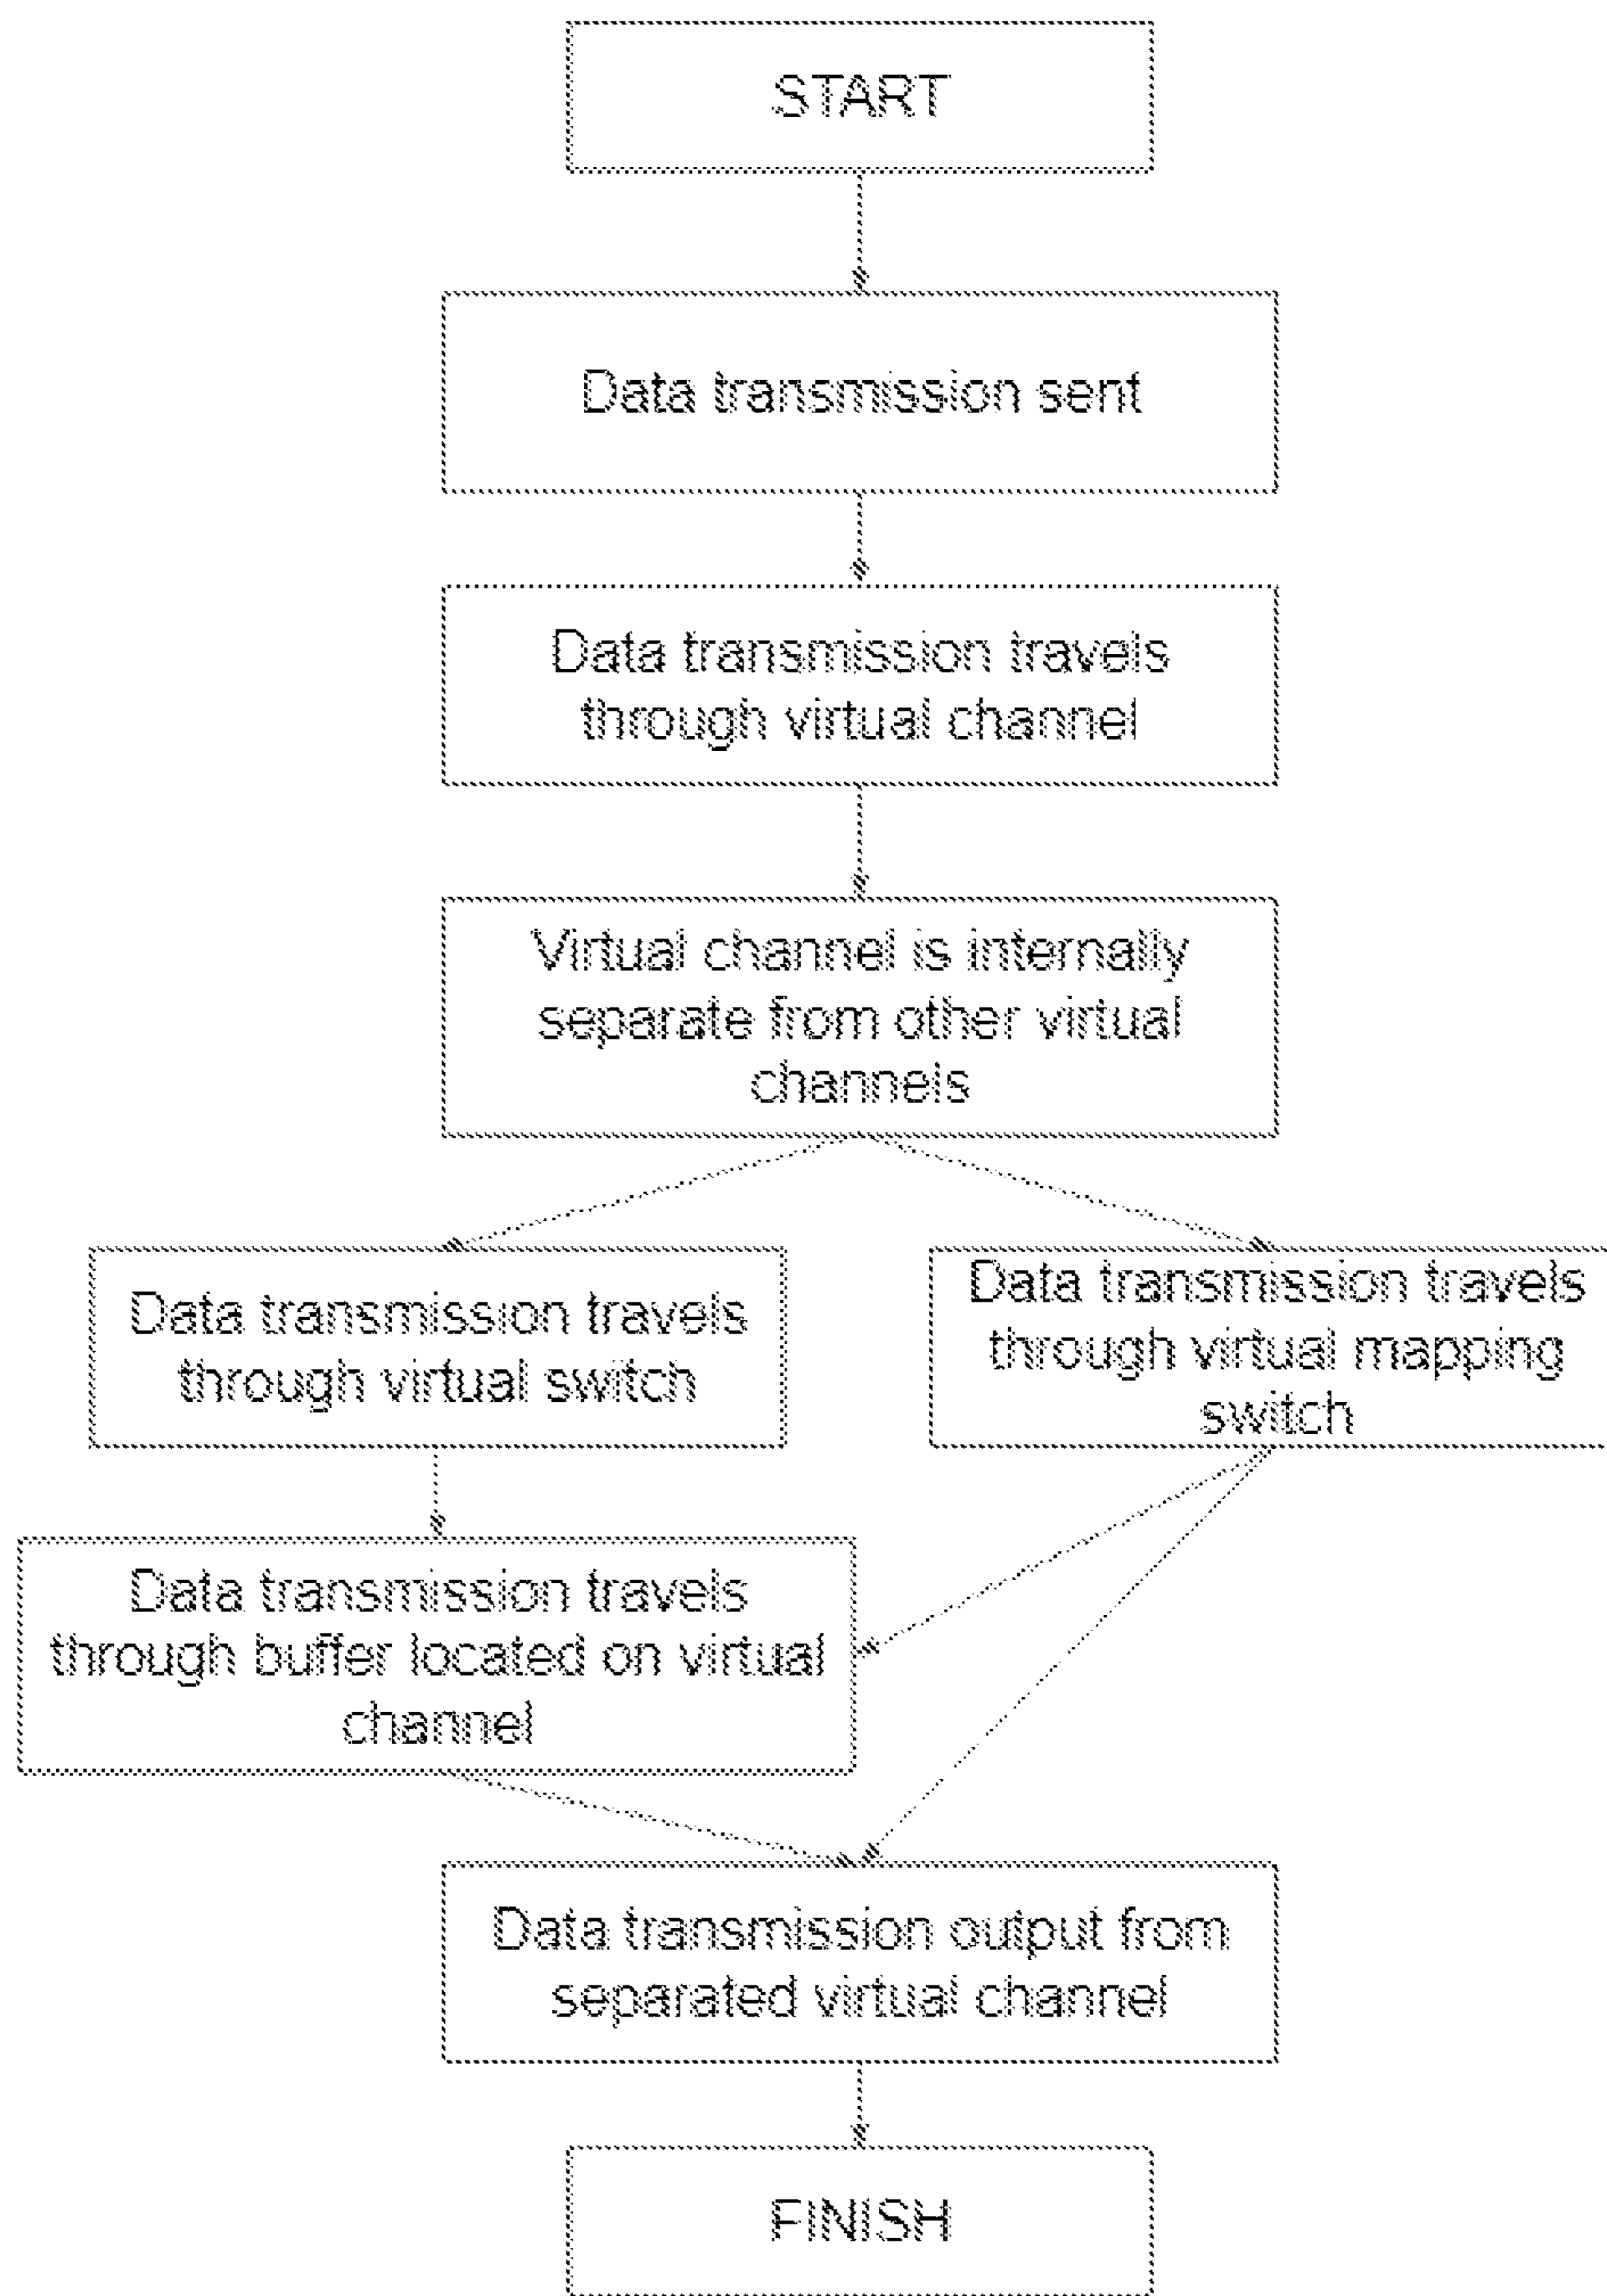 START
Data transmission sent
Data transmission travels
through virtual channel
Virtual channel is internally
separate from other virtual
channels
Data transmission travels
through virtual switch
Data transmission travels
through virtual mapping
switch
Data transmission travels
through buffer located on virtual
channel
Data transmission output from
separated virtual channel
FINISH